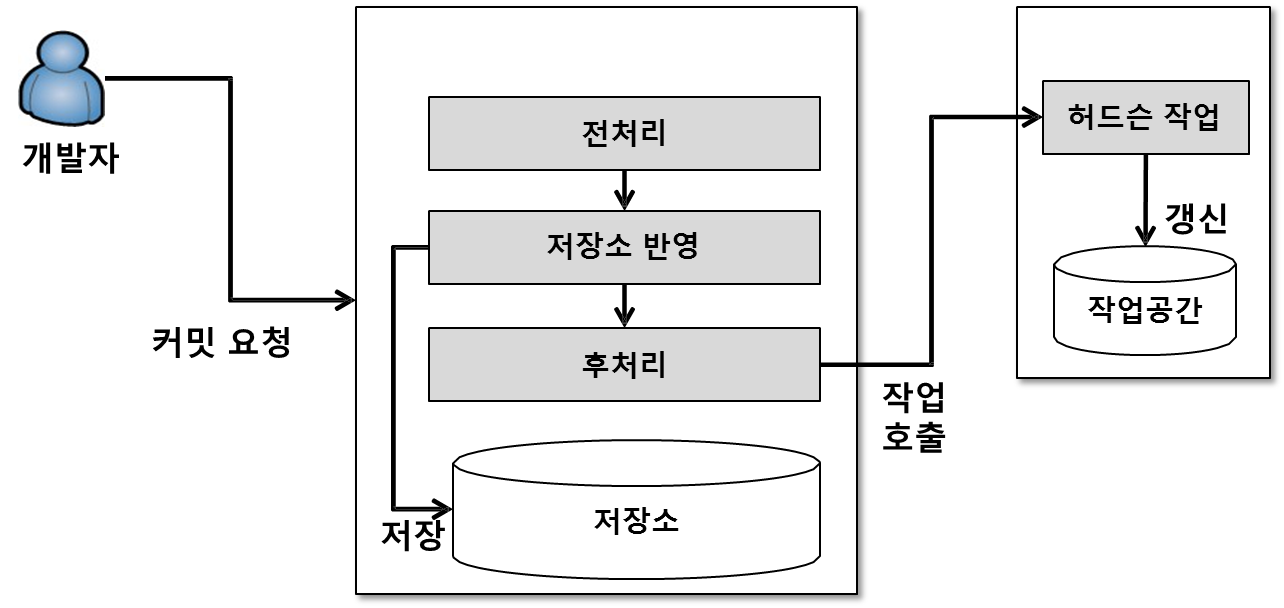 개발자
커밋 요청
전처리
저장소 반영
후처리
저장
저장소
작업
호출
허드슨 작업
갱신
작업공간